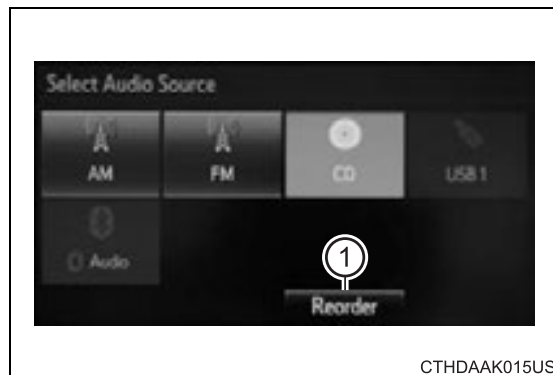 Select Audio Source
AM
FM
CD
USB 1
Audio
1
Reorder
CTHDAAK015US